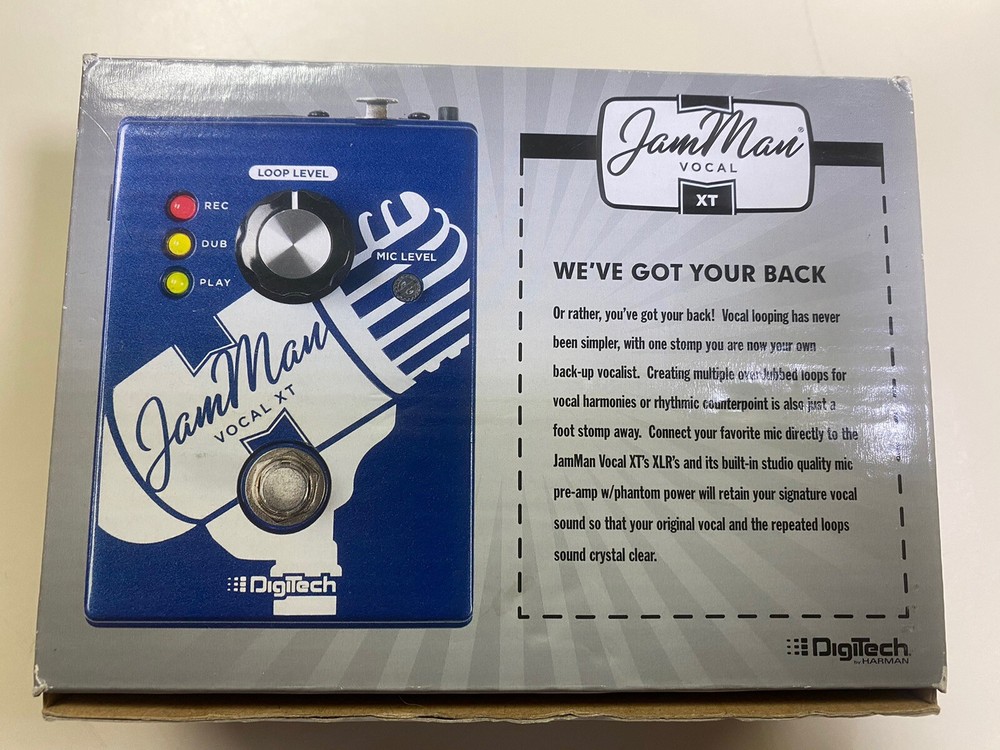 LOOP LEVEL
REC
DUB
PLAY
MIC LEVEL
JamMan
VOCAL XT
DigiTech
JamMan®
VOCAL
XT
WE'VE GOT YOUR BACK
Or rather, you've got your back! Vocal looping has never
been simpler, with one stomp you are now your own
back-up vocalist. Creating multiple overdubbed loops for
vocal harmonies or rhythmic counterpoint is also just a
foot stomp away. Connect your favorite mic directly to the
JamMan Vocal XT's XLR's and its built-in studio quality mic
pre-amp w/phantom power will retain your signature vocal
sound so that your original vocal and the repeated loops
sound crystal clear.
DigiTech
by HARMAN